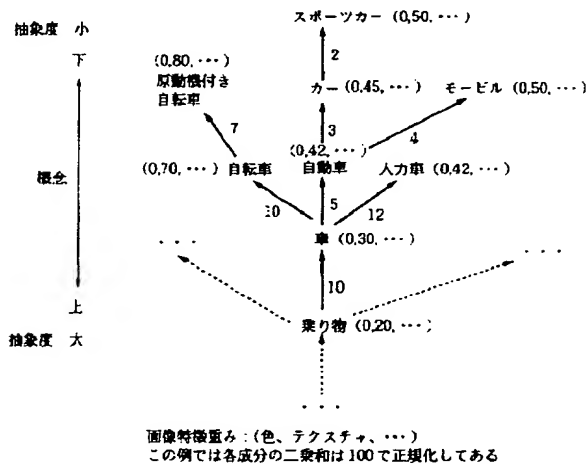 抽象度 小
スポーツカー (0,50, ･･･)
下
2
(0,80, ･･･)
原動機付き
自転車
カー (0,45, ･･･)
モービル (0,50, ･･･)
7
3
4
(0,42, ･･･)
概念
(0,70, ･･･) 自転車
自動車
人力車 (0,42, ･･･)
10
5
12
車 (0,30, ･･･)
･･･
･･･
10
上
乗り物 (0,20, ･･･)
抽象度 大
･･･
画像特徴重み：(色、テクスチャ、･･･)
この例では各成分の二乗和は100で正規化してある